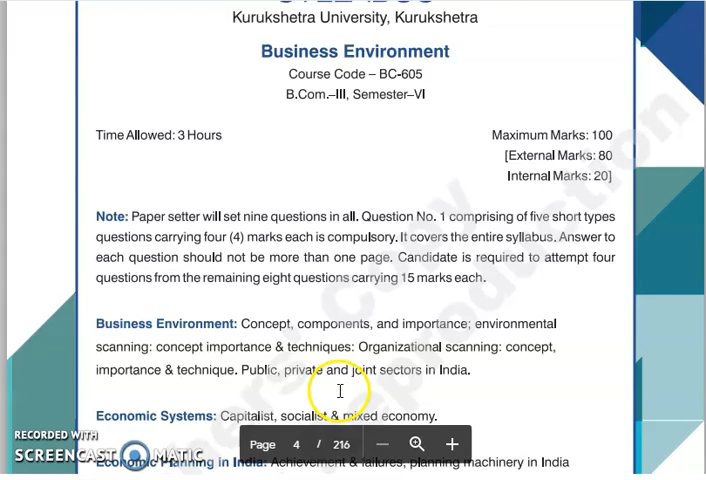 Kurukshetra University, Kurukshetra
Business Environment
Course Code – BC-605
B.Com.–III, Semester–VI
Time Allowed: 3 Hours
Maximum Marks: 100
[External Marks: 80
Internal Marks: 20]
Note: Paper setter will set nine questions in all. Question No. 1 comprising of five short types
questions carrying four (4) marks each is compulsory. It covers the entire syllabus. Answer to
each question should not be more than one page. Candidate is required to attempt four
questions from the remaining eight questions carrying 15 marks each.
Business Environment: Concept, components, and importance; environmental
scanning: concept importance & techniques: Organizational scanning: concept,
importance & technique. Public, private and joint sectors in India.
Economic Systems: Capitalist, socialist & mixed economy.
Page 4 / 216
RECORDED WITH
SCREENCAST MATIC
Economic Planning in India: Achievement & failures, planning machinery in India